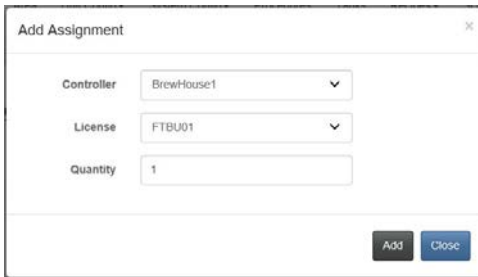 Add Assignment ×
Controller BrewHouse1
License FTBU01
Quantity 1
Add Close